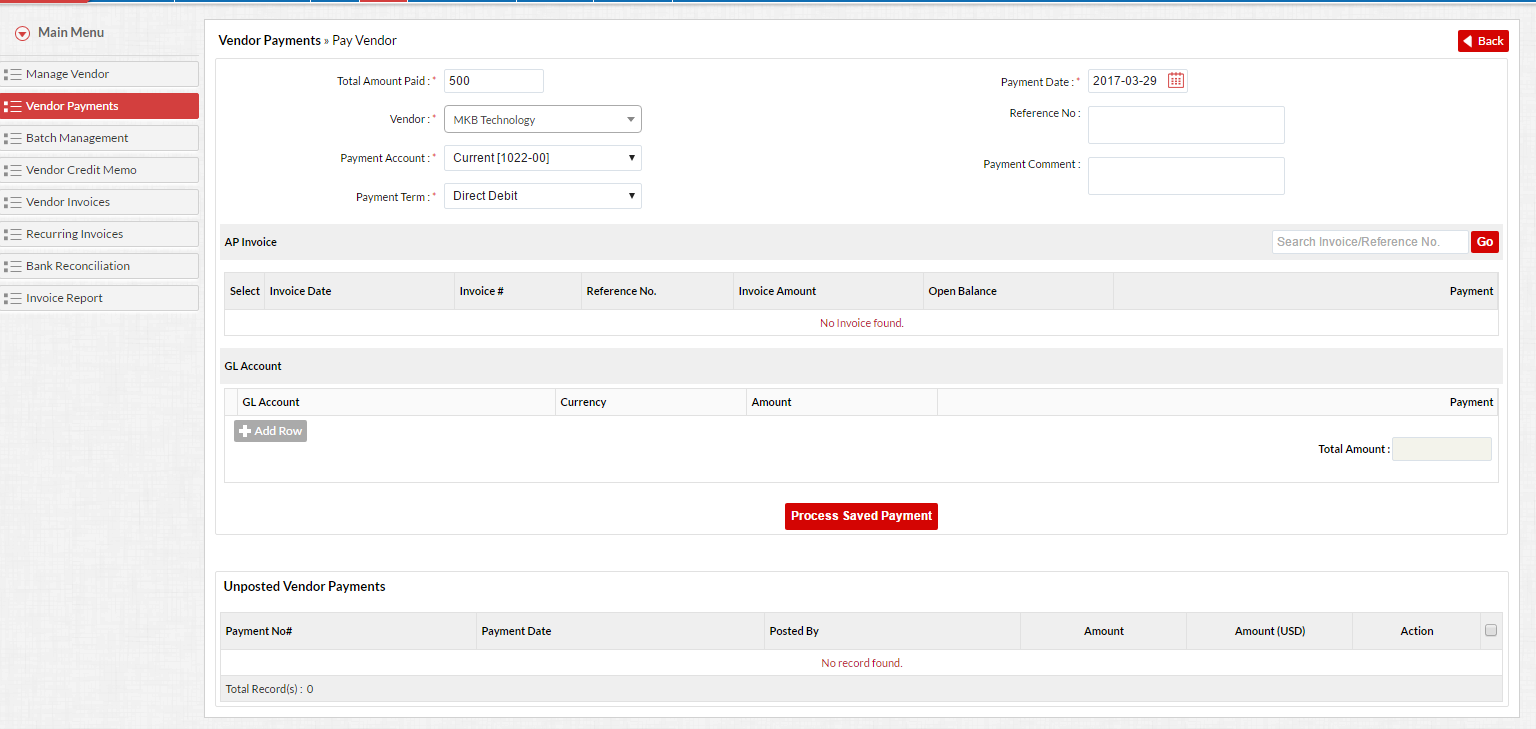 Main Menu
Manage Vendor
Vendor Payments
Batch Management
Vendor Credit Memo
Vendor Invoices
Recurring Invoices
Bank Reconciliation
Invoice Report
Vendor Payments » Pay Vendor
Back
Total Amount Paid : * 500
Payment Date : * 2017-03-29
Vendor : * MKB Technology
Reference No :
Payment Account : * Current [1022-00]
Payment Comment :
Payment Term : * Direct Debit
AP Invoice
Search Invoice/Reference No. Go
Select Invoice Date Invoice # Reference No. Invoice Amount Open Balance Payment
No Invoice found.
GL Account
GL Account Currency Amount Payment
Add Row
Total Amount :
Process Saved Payment
Unposted Vendor Payments
Payment No# Payment Date Posted By Amount Amount (USD) Action
No record found.
Total Record(s) : 0